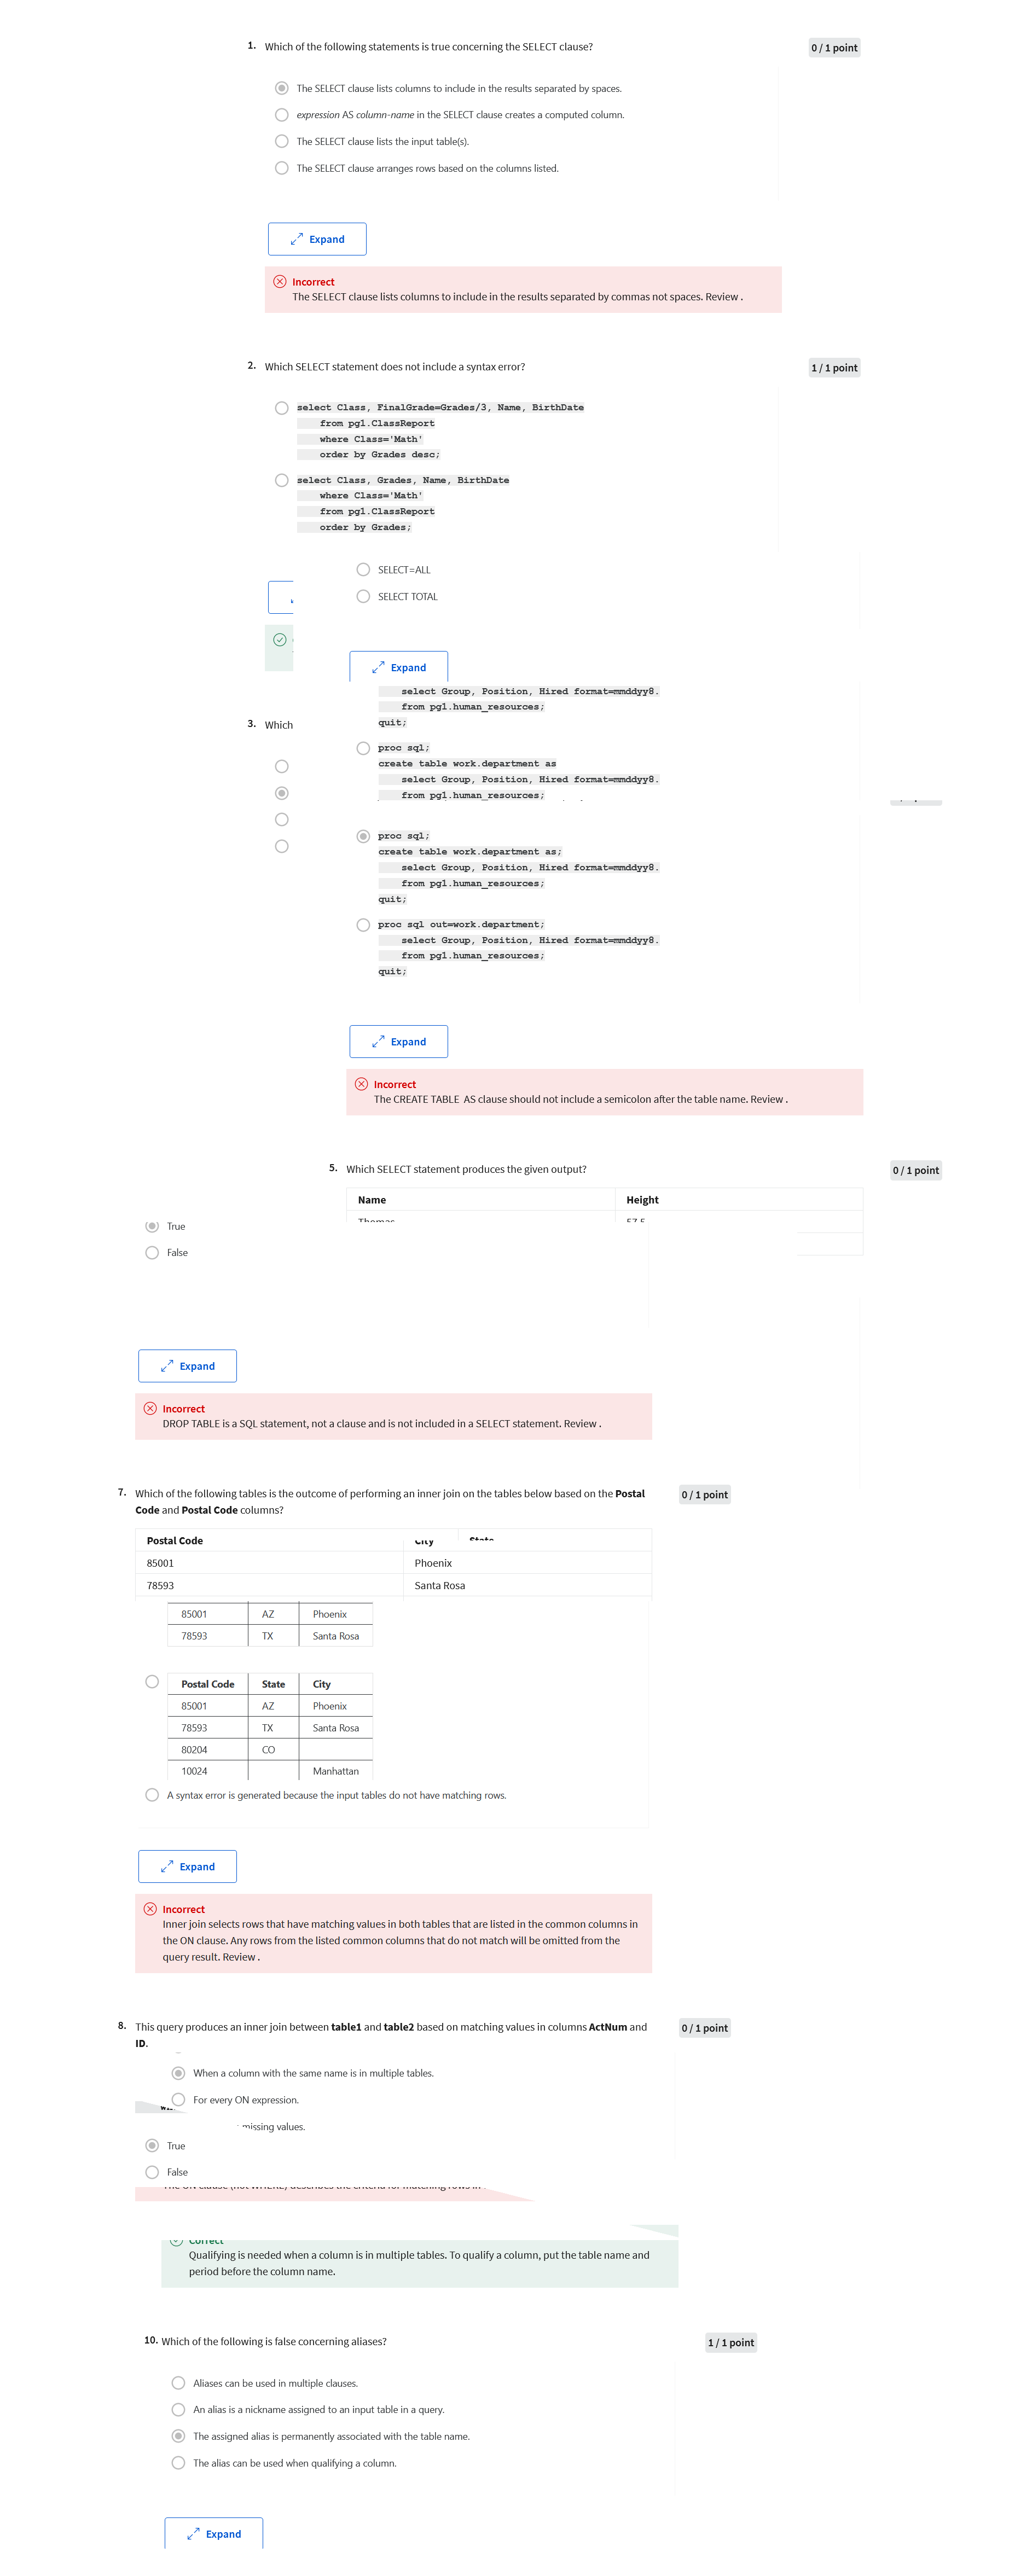 1. Which of the following statements is true concerning the SELECT clause?
0 / 1 point
The SELECT clause lists columns to include in the results separated by spaces.
expression AS column-name in the SELECT clause creates a computed column.
The SELECT clause lists the input table(s).
The SELECT clause arranges rows based on the columns listed.
Expand
Incorrect
The SELECT clause lists columns to include in the results separated by commas not spaces. Review .
2. Which SELECT statement does not include a syntax error?
1 / 1 point
select Class, FinalGrade=Grades/3, Name, BirthDate
from pg1.ClassReport
where Class='Math'
order by Grades desc;
select Class, Grades, Name, BirthDate
where Class='Math'
from pg1.ClassReport
order by Grades;
SELECT=ALL
SELECT TOTAL
Expand
select Group, Position, Hired format=mmddyy8.
from pg1.human_resources;
quit;
3. Which
proc sql;
create table work.department as
select Group, Position, Hired format=mmddyy8.
from pg1.human_resources;
proc sql;
create table work.department as;
select Group, Position, Hired format=mmddyy8.
from pg1.human_resources;
quit;
proc sql out=work.department;
select Group, Position, Hired format=mmddyy8.
from pg1.human_resources;
quit;
Expand
Incorrect
The CREATE TABLE AS clause should not include a semicolon after the table name. Review .
5. Which SELECT statement produces the given output?
0 / 1 point
Name Height
True
False
Expand
Incorrect
DROP TABLE is a SQL statement, not a clause and is not included in a SELECT statement. Review .
7. Which of the following tables is the outcome of performing an inner join on the tables below based on the Postal
Code and Postal Code columns?
0 / 1 point
Postal Code City State
85001 Phoenix
78593 Santa Rosa
85001 AZ Phoenix
78593 TX Santa Rosa
Postal Code State City
85001 AZ Phoenix
78593 TX Santa Rosa
80204 CO
10024 Manhattan
A syntax error is generated because the input tables do not have matching rows.
Expand
Incorrect
Inner join selects rows that have matching values in both tables that are listed in the common columns in
the ON clause. Any rows from the listed common columns that do not match will be omitted from the
query result. Review .
8. This query produces an inner join between table1 and table2 based on matching values in columns ActNum and
ID.
0 / 1 point
When a column with the same name is in multiple tables.
For every ON expression.
missing values.
True
False
The ON clause (not WHERE) describes the criteria for matching rows in
Correct
Qualifying is needed when a column is in multiple tables. To qualify a column, put the table name and
period before the column name.
10. Which of the following is false concerning aliases?
1 / 1 point
Aliases can be used in multiple clauses.
An alias is a nickname assigned to an input table in a query.
The assigned alias is permanently associated with the table name.
The alias can be used when qualifying a column.
Expand